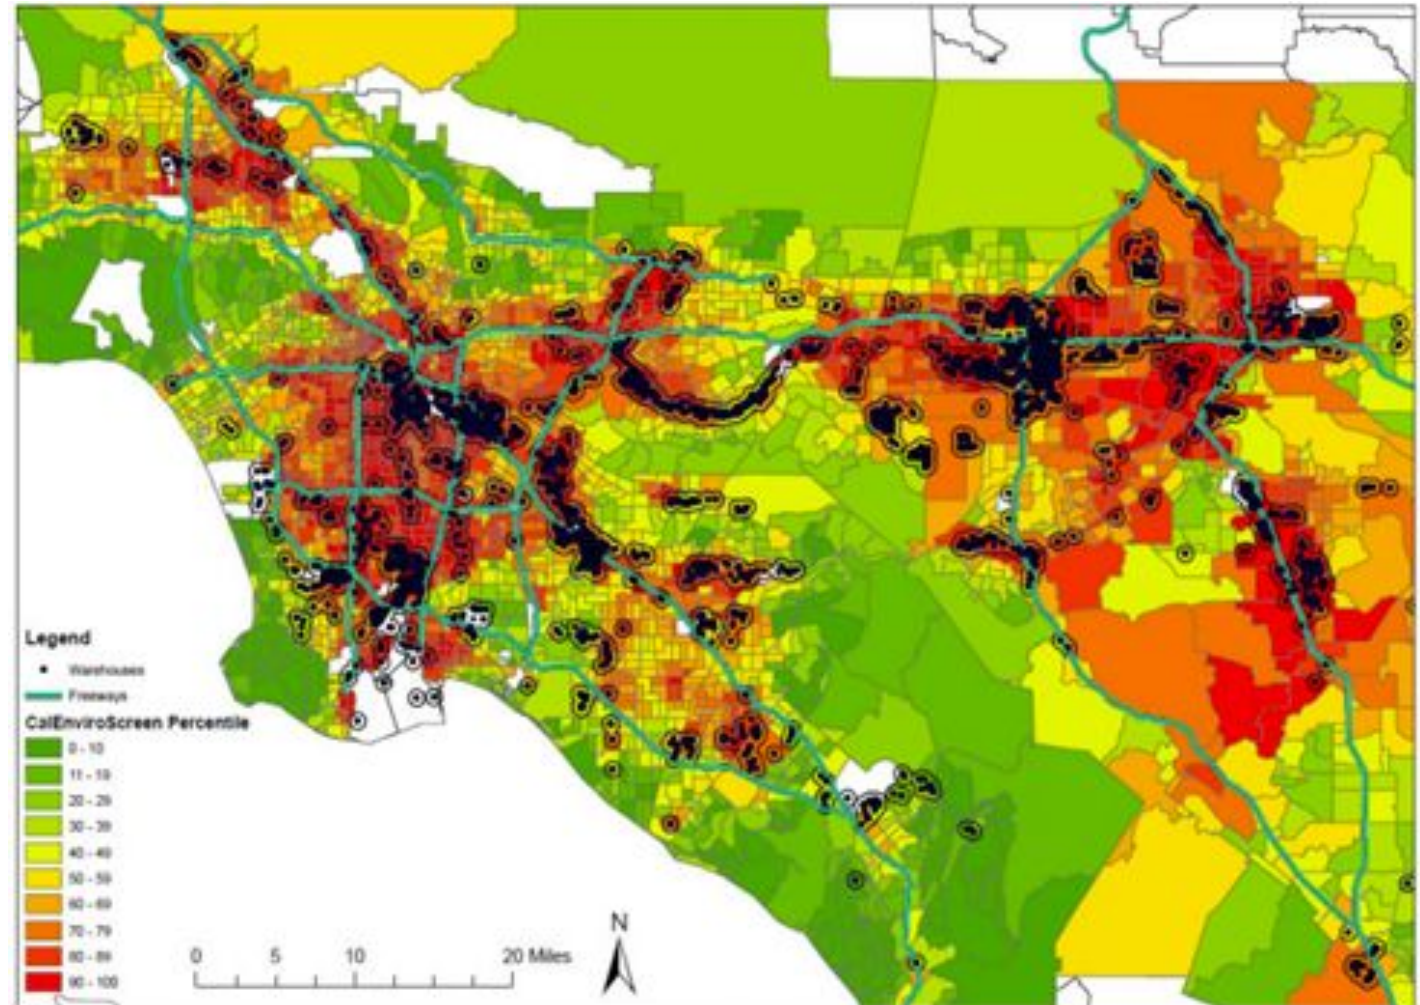 N
Legend
Warehouses
Freeways
CalEnviroScreen Percentile
0 - 10
11 - 19
20 - 29
30 - 39
40 - 49
50 - 59
60 - 69
70 - 79
80 - 89
90 - 100
0 5 10 20 Miles